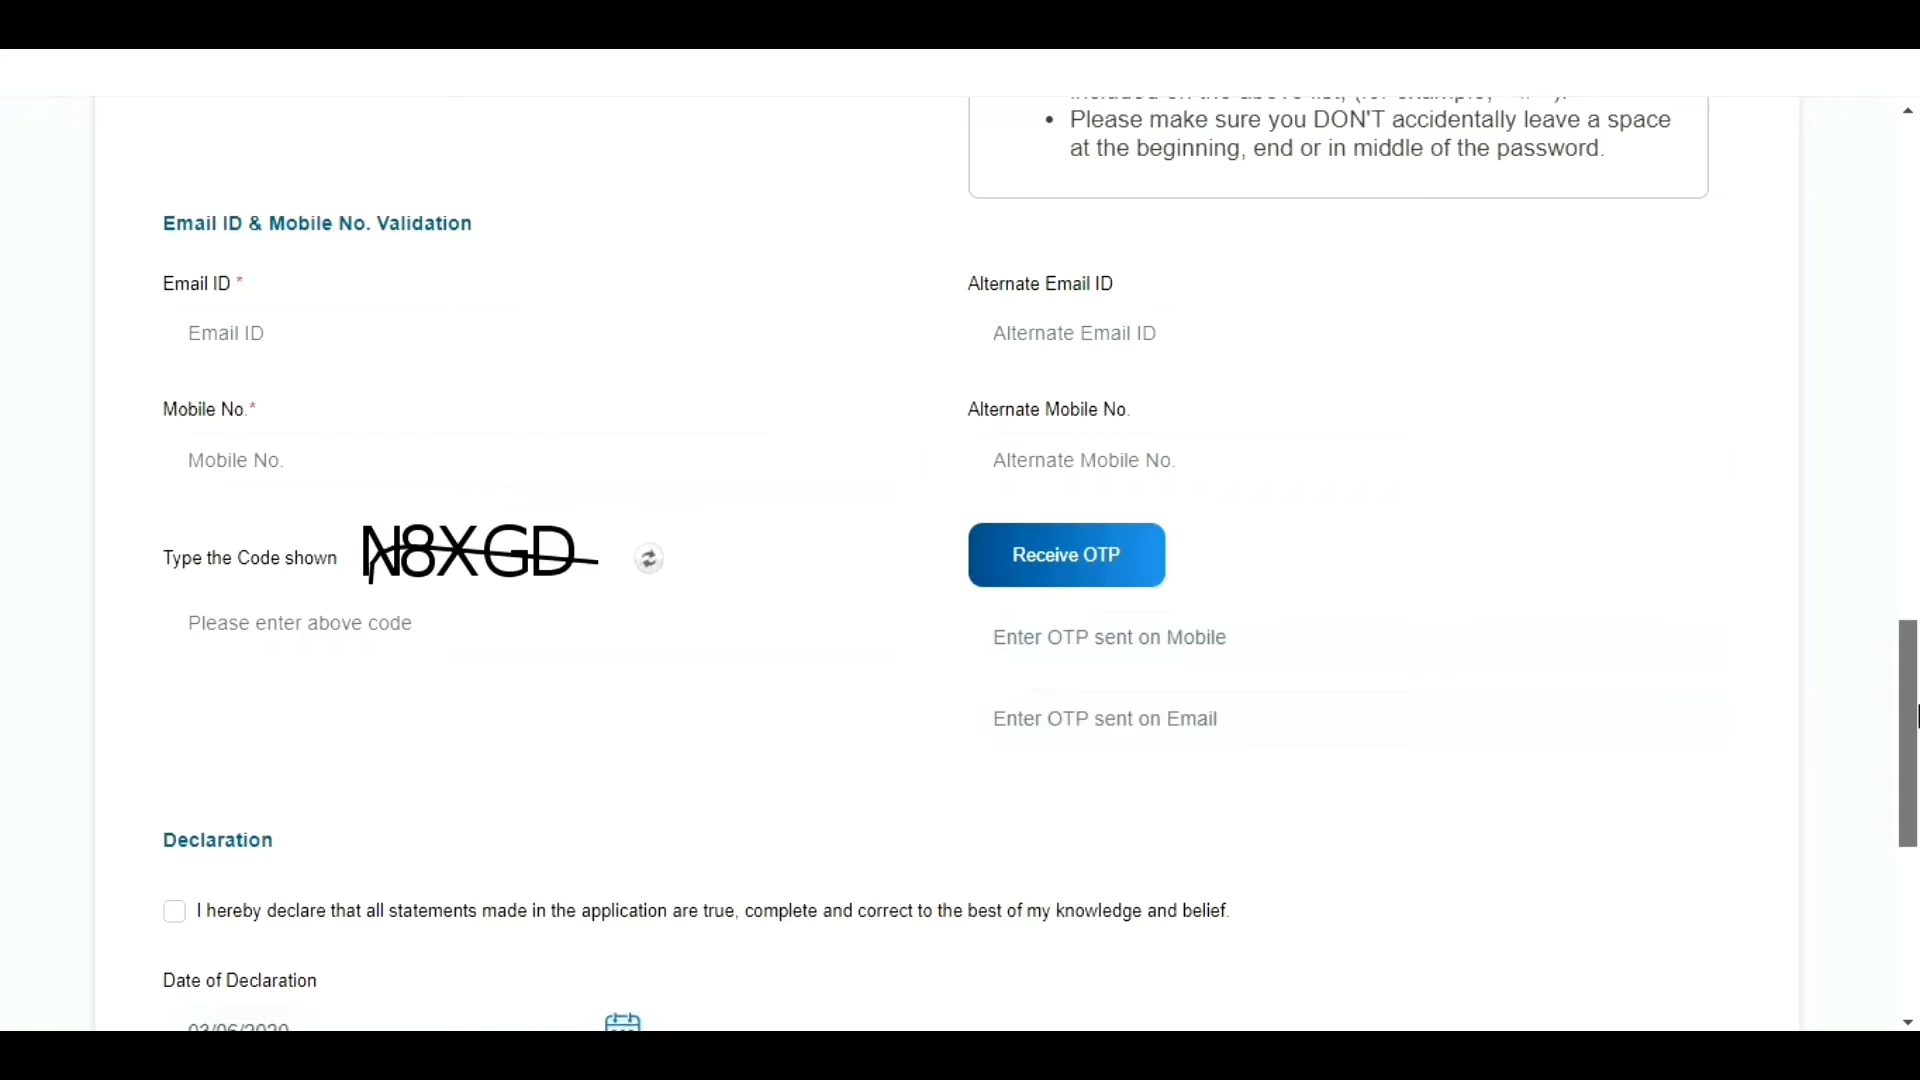 • Please make sure you DON'T accidentally leave a space
at the beginning, end or in middle of the password.
Email ID & Mobile No. Validation
Email ID *
Alternate Email ID
Email ID
Alternate Email ID
Mobile No.*
Alternate Mobile No.
Mobile No.
Alternate Mobile No.
Type the Code shown N8XGD
Receive OTP
Please enter above code
Enter OTP sent on Mobile
Enter OTP sent on Email
Declaration
I hereby declare that all statements made in the application are true, complete and correct to the best of my knowledge and belief.
Date of Declaration
03/06/2020